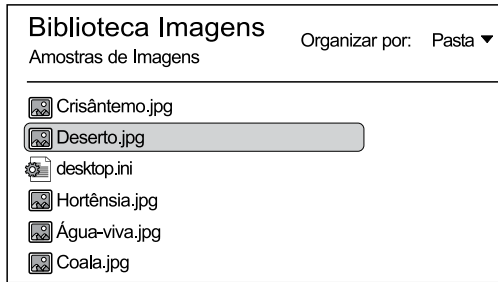 Biblioteca Imagens
Amostras de Imagens
Organizar por: Pasta
Crisântemo.jpg
Deserto.jpg
desktop.ini
Hortênsia.jpg
Água-viva.jpg
Coala.jpg